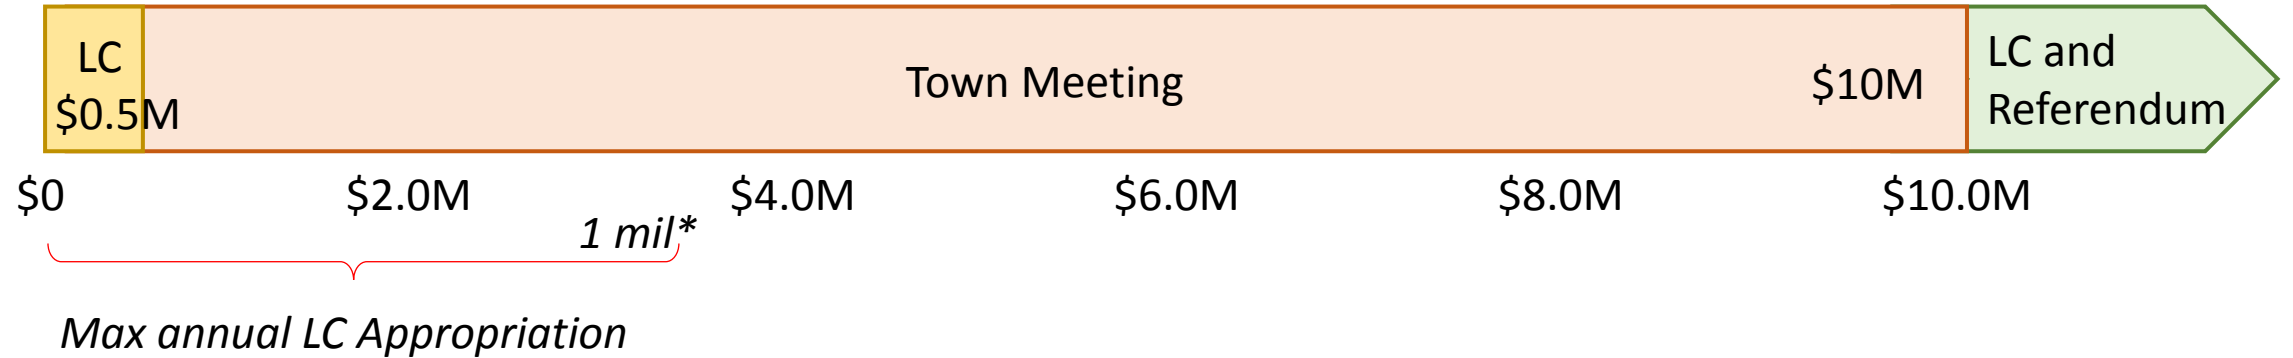 LC
$0.5M
Town Meeting
$10M
LC and
Referendum
$0
$2.0M
$4.0M
$6.0M
$8.0M
$10.0M
1 mil*
Max annual LC Appropriation